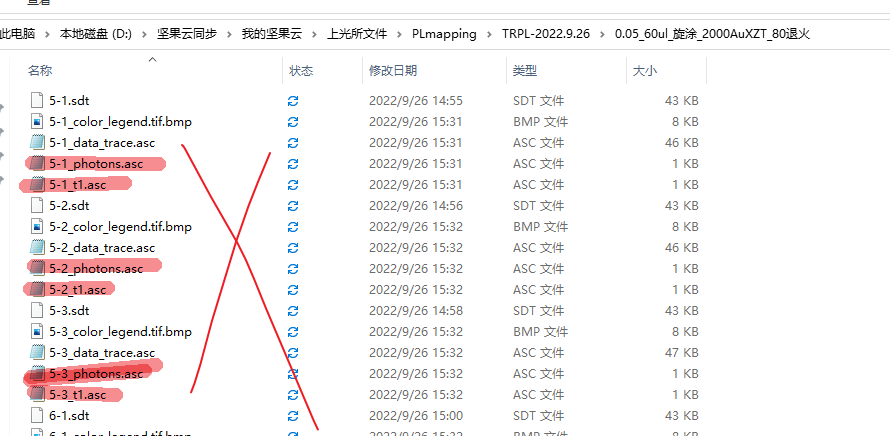 查看
此电脑 > 本地磁盘 (D:) > 坚果云同步 > 我的坚果云 > 上光所文件 > PLmapping > TRPL-2022.9.26 > 0.05_60ul_旋涂_2000AuXZT_80退火
名称 状态 修改日期 类型 大小
5-1.sdt 2022/9/26 14:55 SDT 文件 43 KB
5-1_color_legend.tif.bmp 2022/9/26 15:31 BMP 文件 8 KB
5-1_data_trace.asc 2022/9/26 15:31 ASC 文件 46 KB
5-1_photons.asc 2022/9/26 15:31 ASC 文件 1 KB
5-1_t1.asc 2022/9/26 15:31 ASC 文件 1 KB
5-2.sdt 2022/9/26 14:56 SDT 文件 43 KB
5-2_color_legend.tif.bmp 2022/9/26 15:32 BMP 文件 8 KB
5-2_data_trace.asc 2022/9/26 15:32 ASC 文件 46 KB
5-2_photons.asc 2022/9/26 15:32 ASC 文件 1 KB
5-2_t1.asc 2022/9/26 15:32 ASC 文件 1 KB
5-3.sdt 2022/9/26 14:58 SDT 文件 43 KB
5-3_color_legend.tif.bmp 2022/9/26 15:32 BMP 文件 8 KB
5-3_data_trace.asc 2022/9/26 15:32 ASC 文件 47 KB
5-3_photons.asc 2022/9/26 15:32 ASC 文件 1 KB
5-3_t1.asc 2022/9/26 15:32 ASC 文件 1 KB
6-1.sdt 2022/9/26 15:00 SDT 文件 43 KB